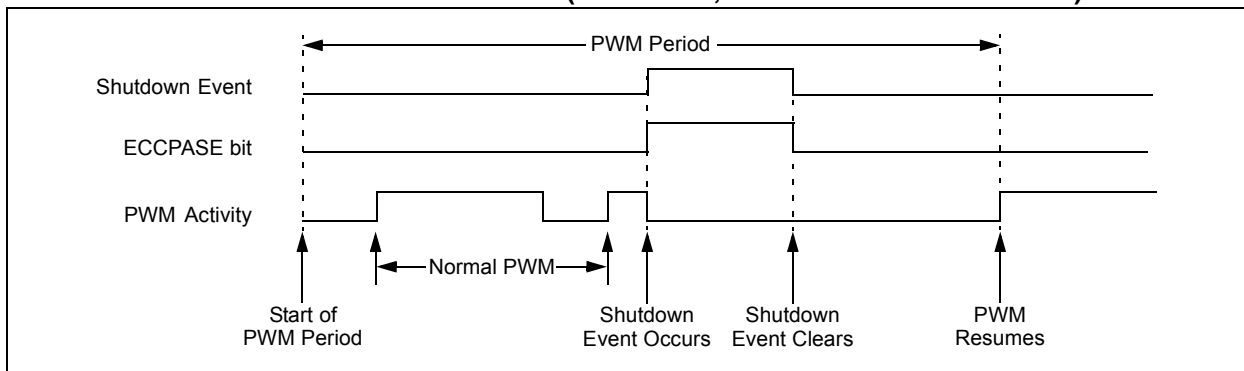 PWM Period
Shutdown Event
ECCPASE bit
PWM Activity
Normal PWM
Start of
PWM Period
Shutdown
Event Occurs
Shutdown
Event Clears
PWM
Resumes